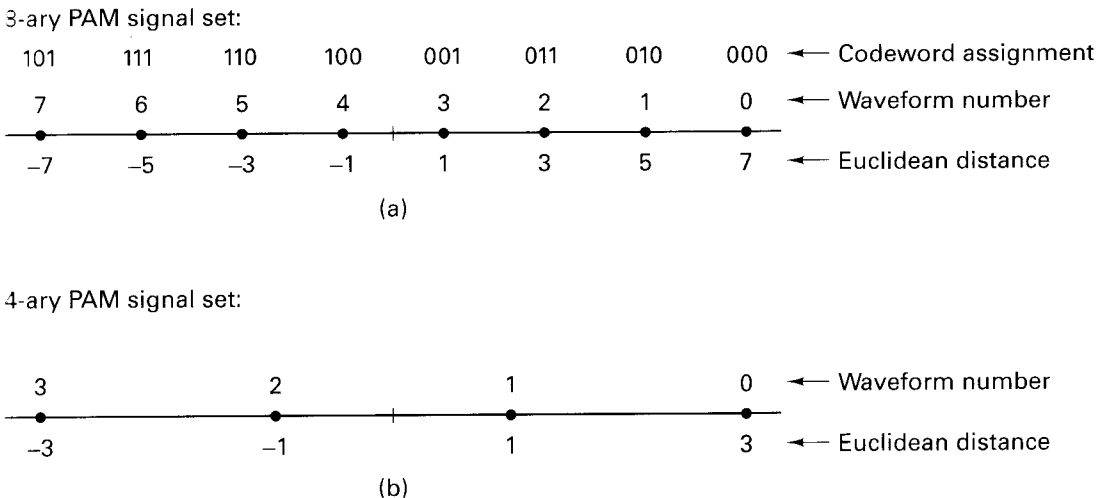 8-ary PAM signal set:
101 111 110 100 001 011 010 000 ← Codeword assignment
7 6 5 4 3 2 1 0 ← Waveform number
−7 −5 −3 −1 1 3 5 7 ← Euclidean distance
(a)
4-ary PAM signal set:
3 2 1 0 ← Waveform number
−3 −1 1 3 ← Euclidean distance
(b)